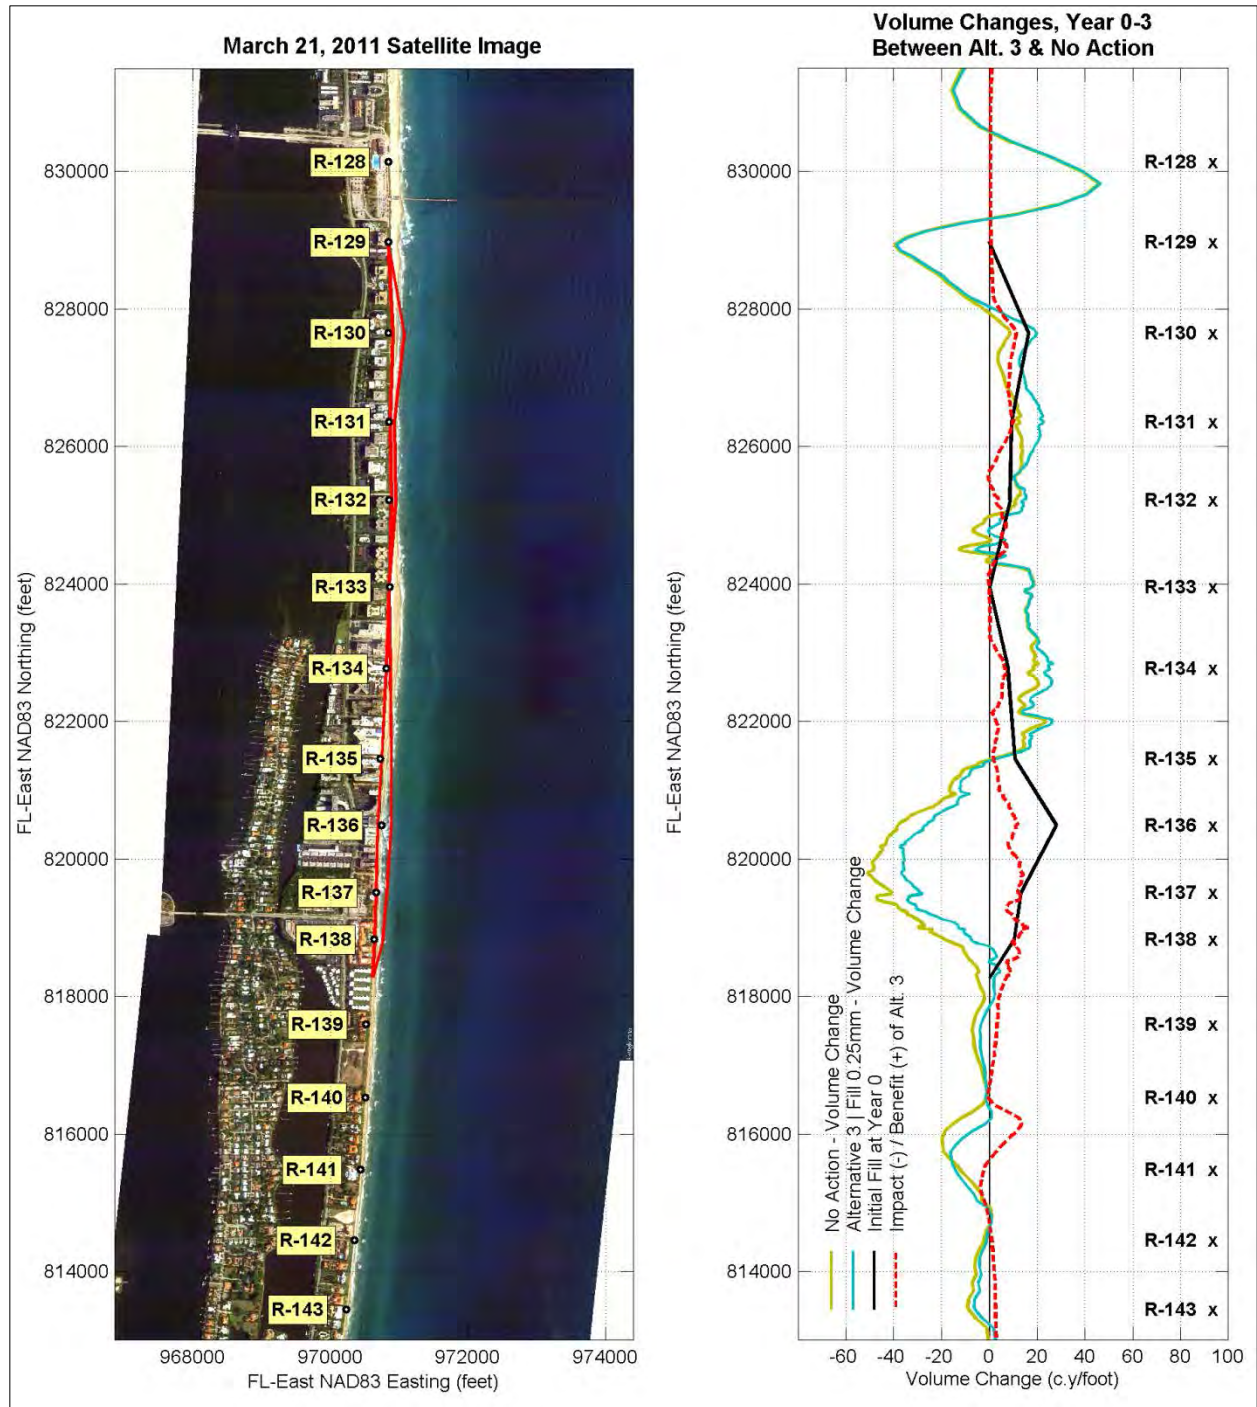 March 21, 2011 Satellite Image
830000
828000
826000
824000
822000
820000
818000
816000
814000
FL-East NAD83 Northing (feet)
R-128
R-129
R-130
R-131
R-132
R-133
R-134
R-135
R-136
R-137
R-138
R-139
R-140
R-141
R-142
R-143
968000 970000 972000 974000
FL-East NAD83 Easting (feet)
Volume Changes, Year 0-3
Between Alt. 3 & No Action
830000
828000
826000
824000
822000
820000
818000
816000
814000
FL-East NAD83 Northing (feet)
R-128 x
R-129 x
R-130 x
R-131 x
R-132 x
R-133 x
R-134 x
R-135 x
R-136 x
R-137 x
R-138 x
R-139 x
R-140 x
R-141 x
R-142 x
R-143 x
No Action - Volume Change
Alternative 3 | Fill 0.25mm - Volume Change
Initial Fill at Year 0
Impact (-) / Benefit (+) of Alt. 3
-60 -40 -20 0 20 40 60 80 100
Volume Change (c.y/foot)